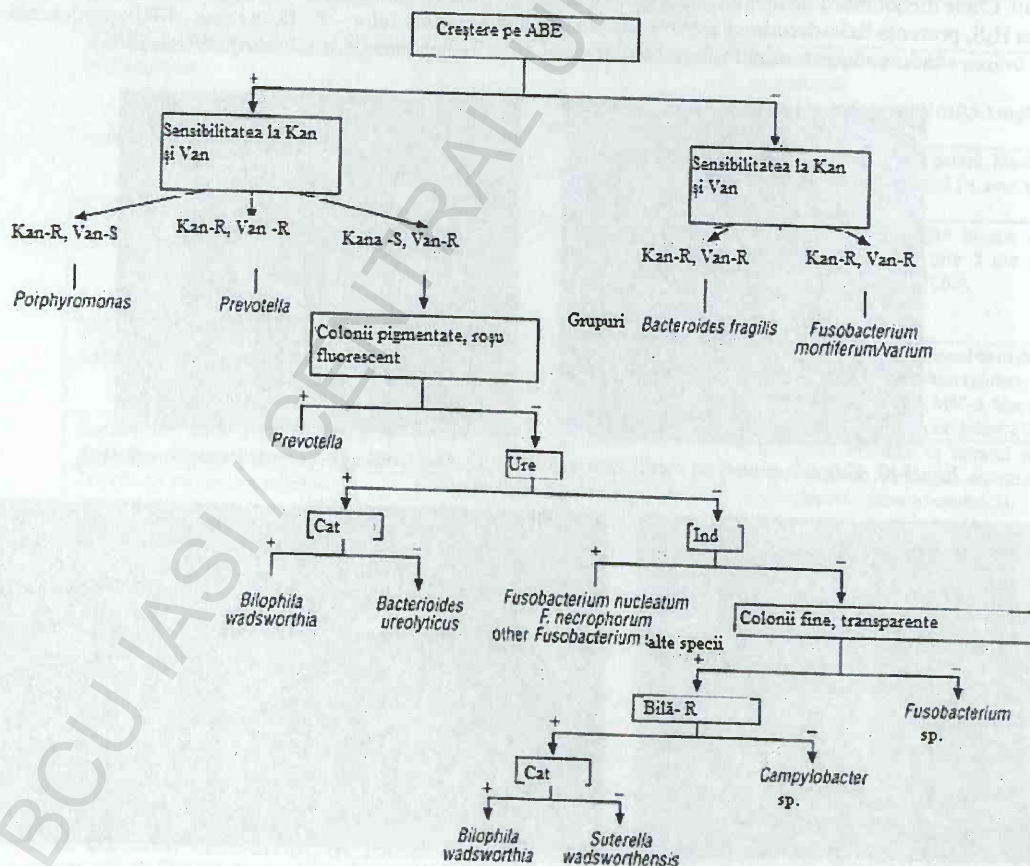 Creștere pe ABE
+
–
Sensibilitatea la Kan
și Van
Sensibilitatea la Kan
și Van
Kan-R, Van-S
Kan-R, Van -R
Kana -S, Van-R
Kan-R, Van-R
Kan-R, Van-R
Porphyromonas
Prevotella
Grupuri
Bacteroides fragilis
Fusobacterium
mortiferum/varium
Colonii pigmentate, roșu
fluorescent
+
–
Prevotella
Ure
+
–
Cat
Ind
+
–
+
–
Bilophila
wadsworthia
Bacterioides
ureolyticus
Fusobacterium nucleatum
F. necrophorum
other Fusobacterium alte specii
Colonii fine, transparente
+
–
Bilă- R
Fusobacterium
sp.
+
–
Cat
Campylobacter
sp.
+
–
Bilophila
wadsworthia
Suterella
wadsworthensis
BCU IASI / CENTRAL U